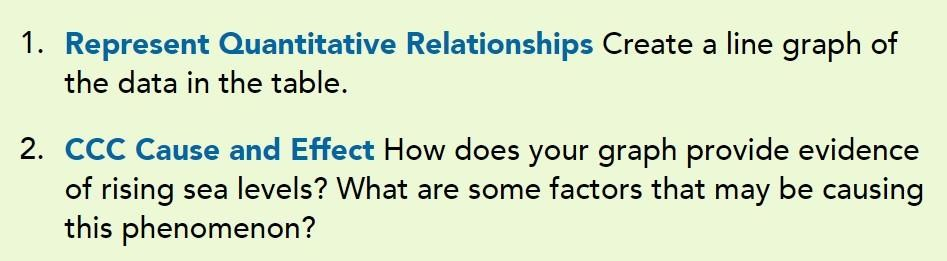 1. Represent Quantitative Relationships Create a line graph of
the data in the table.
2. CCC Cause and Effect How does your graph provide evidence
of rising sea levels? What are some factors that may be causing
this phenomenon?